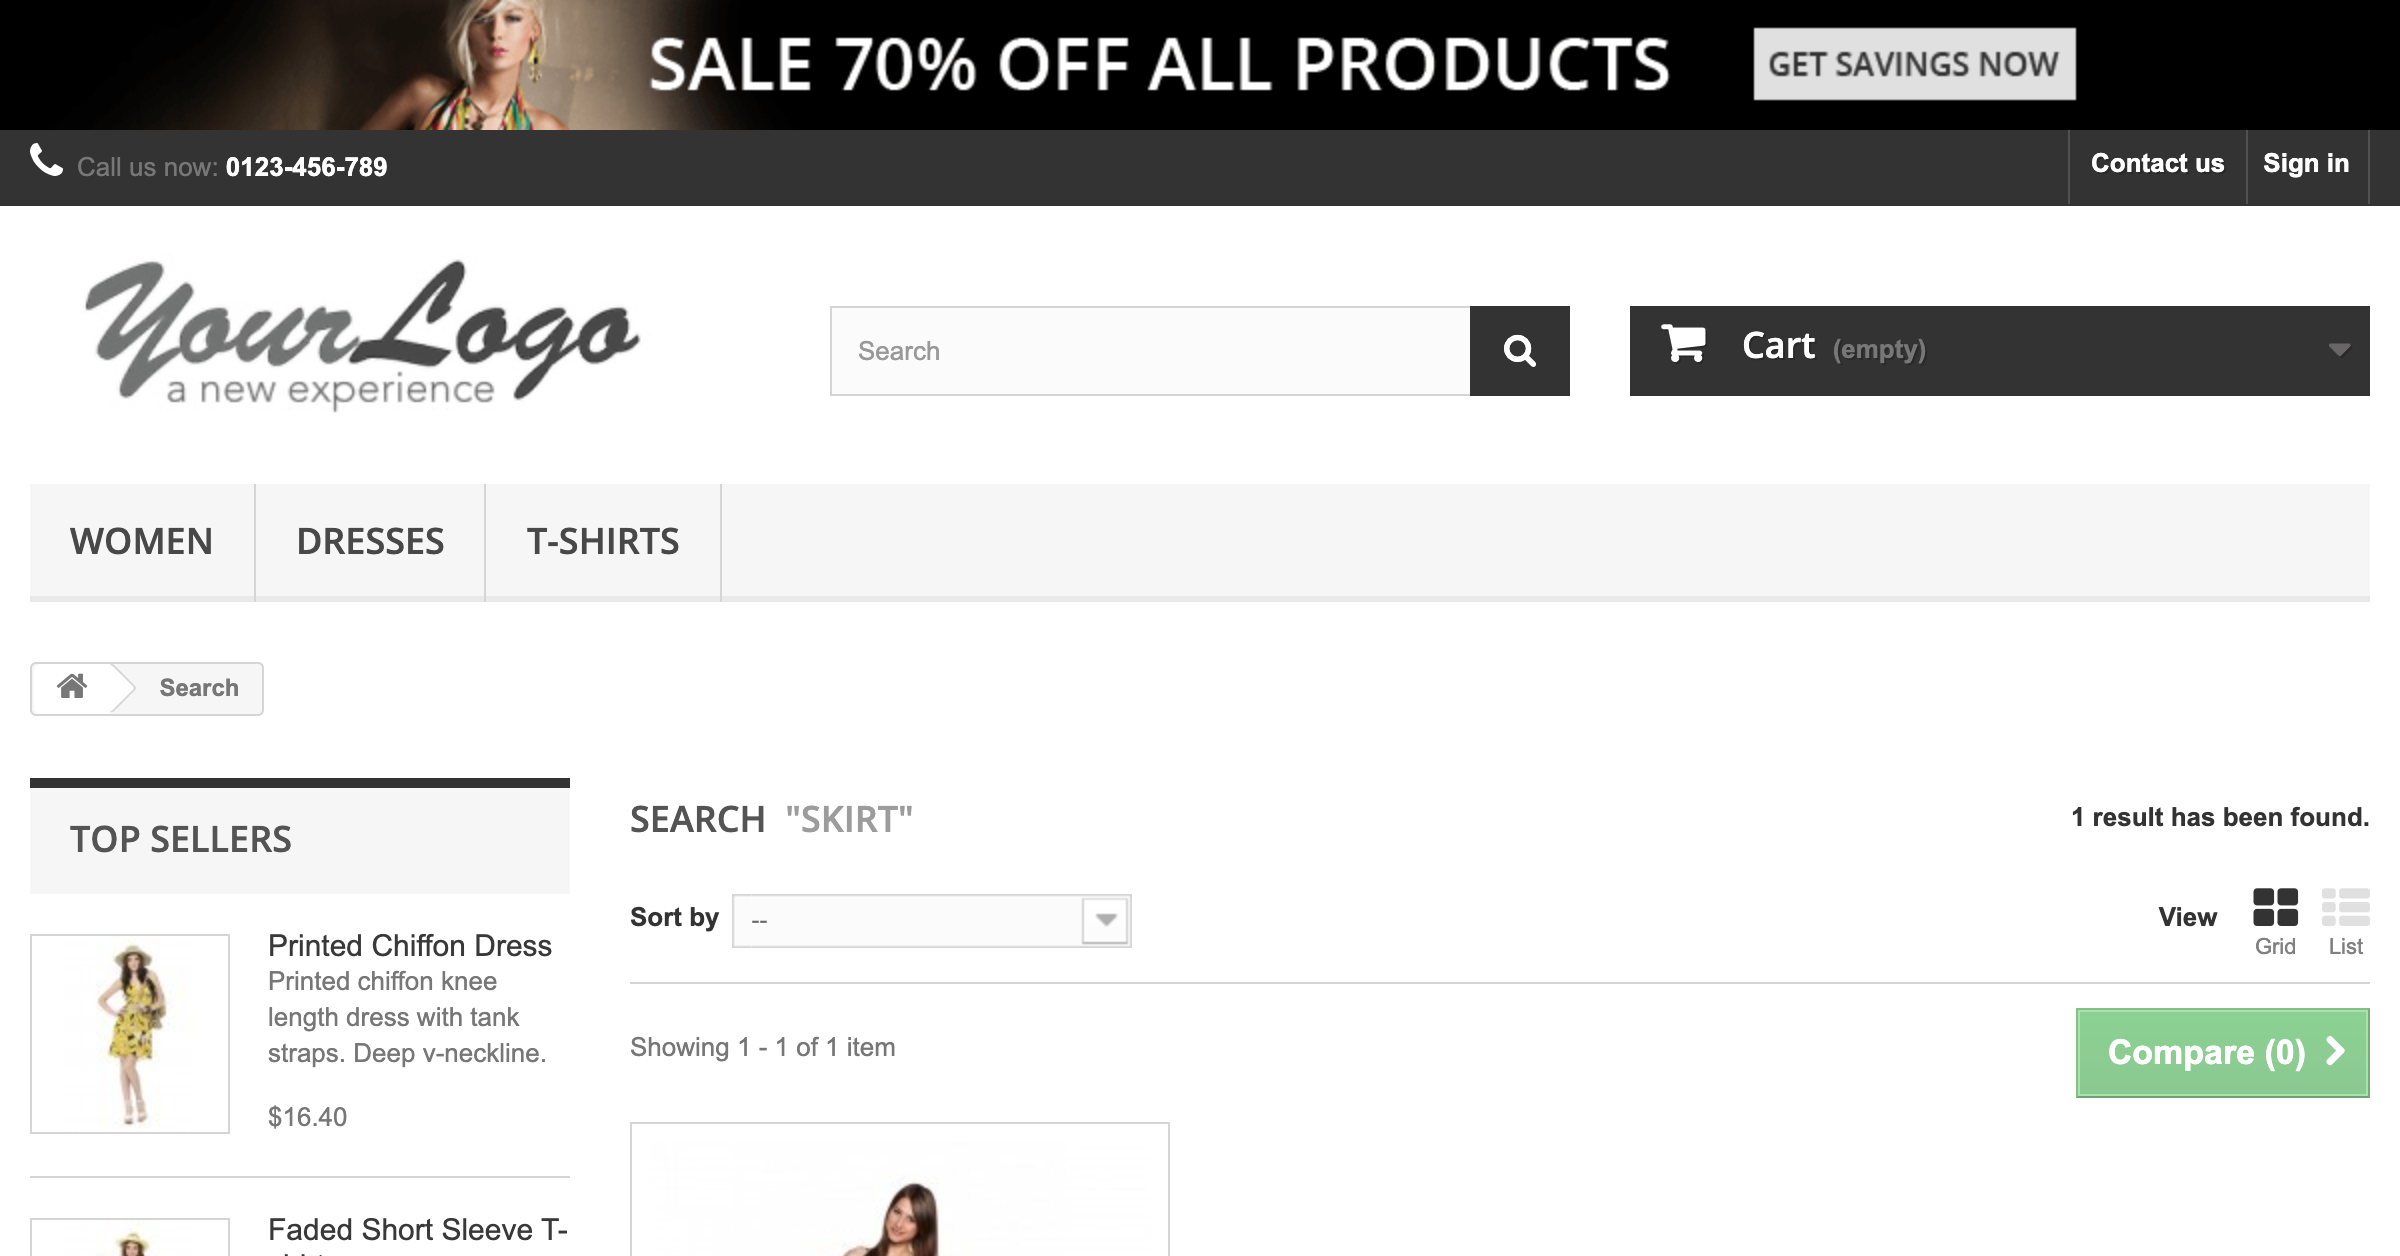 SALE 70% OFF ALL PRODUCTS
GET SAVINGS NOW
Call us now: 0123-456-789
Contact us
Sign in
YourLogo
a new experience
Search
Cart (empty)
WOMEN
DRESSES
T-SHIRTS
Search
TOP SELLERS
Printed Chiffon Dress
Printed chiffon knee
length dress with tank
straps. Deep v-neckline.
$16.40
Faded Short Sleeve T-
SEARCH "SKIRT"
1 result has been found.
Sort by
--
View
Grid
List
Showing 1 - 1 of 1 item
Compare (0)